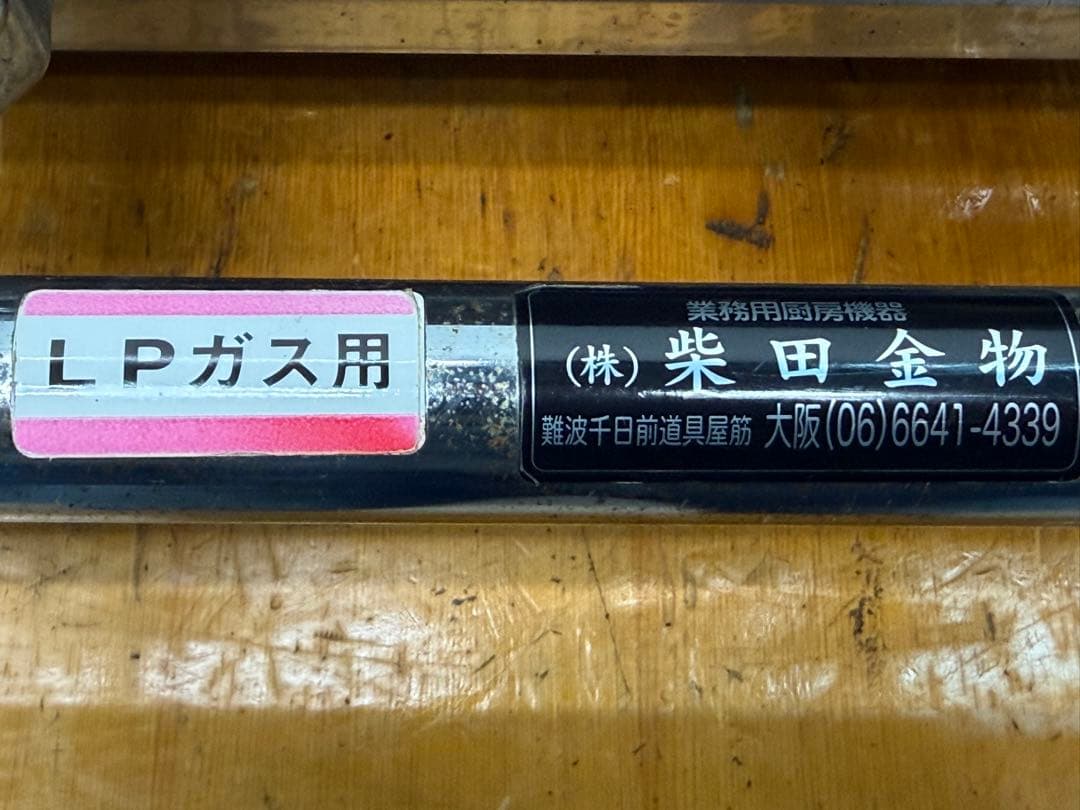 LPガス用
業務用厨房機器
(株) 柴田金物
難波千日前道具屋筋 大阪(06)6641-4339